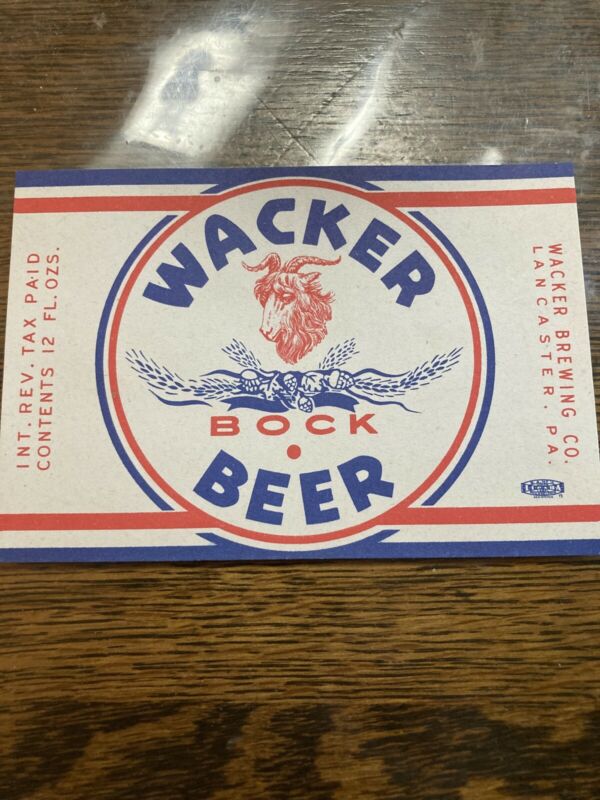 INT. REV. TAX PAID
CONTENTS 12 FL. OZS.
WACKER
BOCK
BEER
WACKER BREWING CO.
LANCASTER, PA.